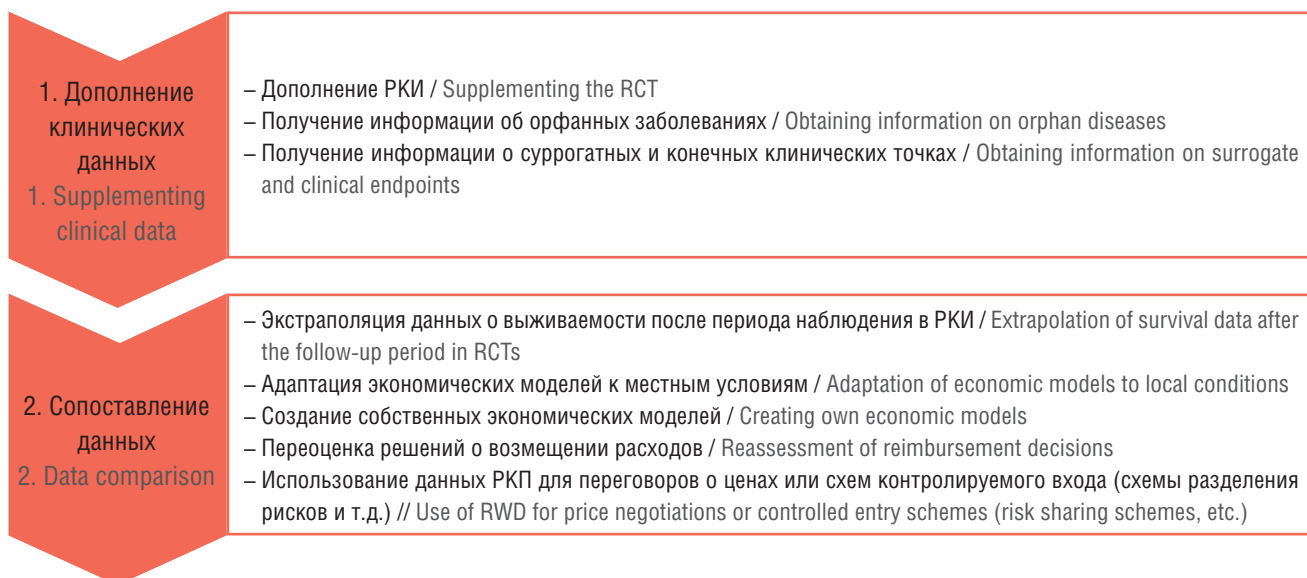 1. Дополнение
клинических
данных
1. Supplementing
clinical data
– Дополнение РКИ / Supplementing the RCT
– Получение информации об орфанных заболеваниях / Obtaining information on orphan diseases
– Получение информации о суррогатных и конечных клинических точках / Obtaining information on surrogate
and clinical endpoints
2. Сопоставление
данных
2. Data comparison
– Экстраполяция данных о выживаемости после периода наблюдения в РКИ / Extrapolation of survival data after
the follow-up period in RCTs
– Адаптация экономических моделей к местным условиям / Adaptation of economic models to local conditions
– Создание собственных экономических моделей / Creating own economic models
– Переоценка решений о возмещении расходов / Reassessment of reimbursement decisions
– Использование данных РКП для переговоров о ценах или схем контролируемого входа (схемы разделения
рисков и т.д.) // Use of RWD for price negotiations or controlled entry schemes (risk sharing schemes, etc.)